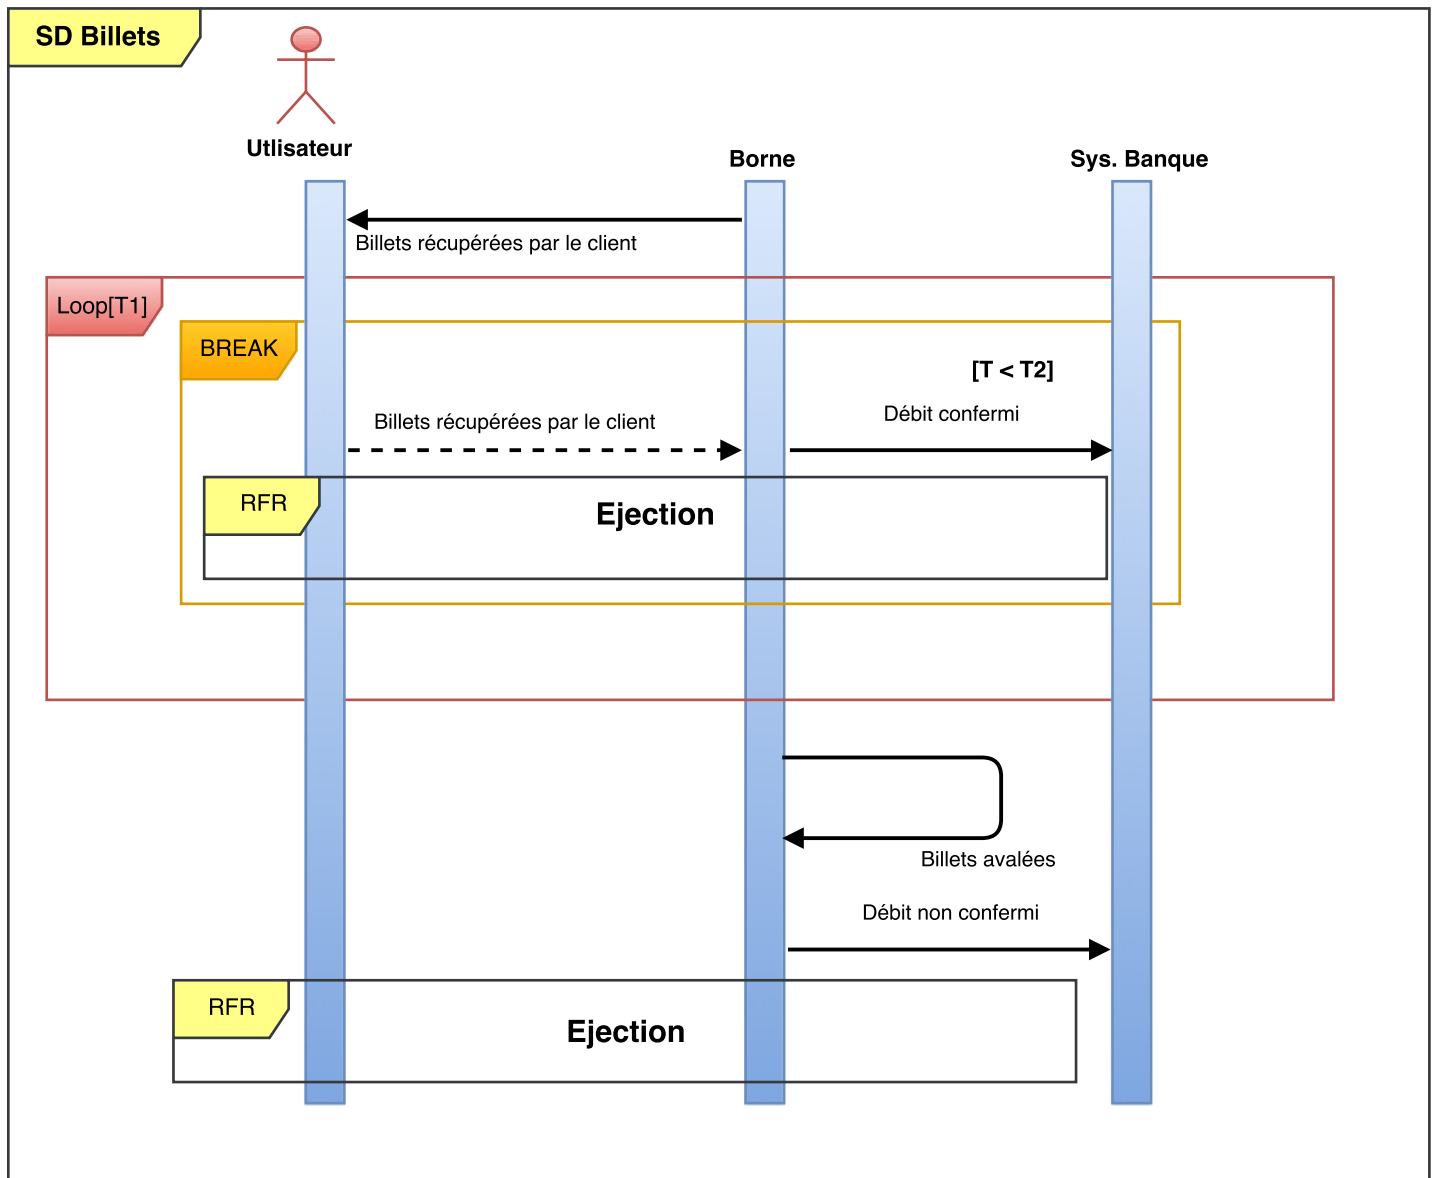 SD Billets
Utlisateur
Borne
Sys. Banque
Billets récupérées par le client
Loop[T1]
BREAK
[T < T2]
Billets récupérées par le client
Débit confermi
RFR
Ejection
Billets avalées
Débit non confermi
RFR
Ejection